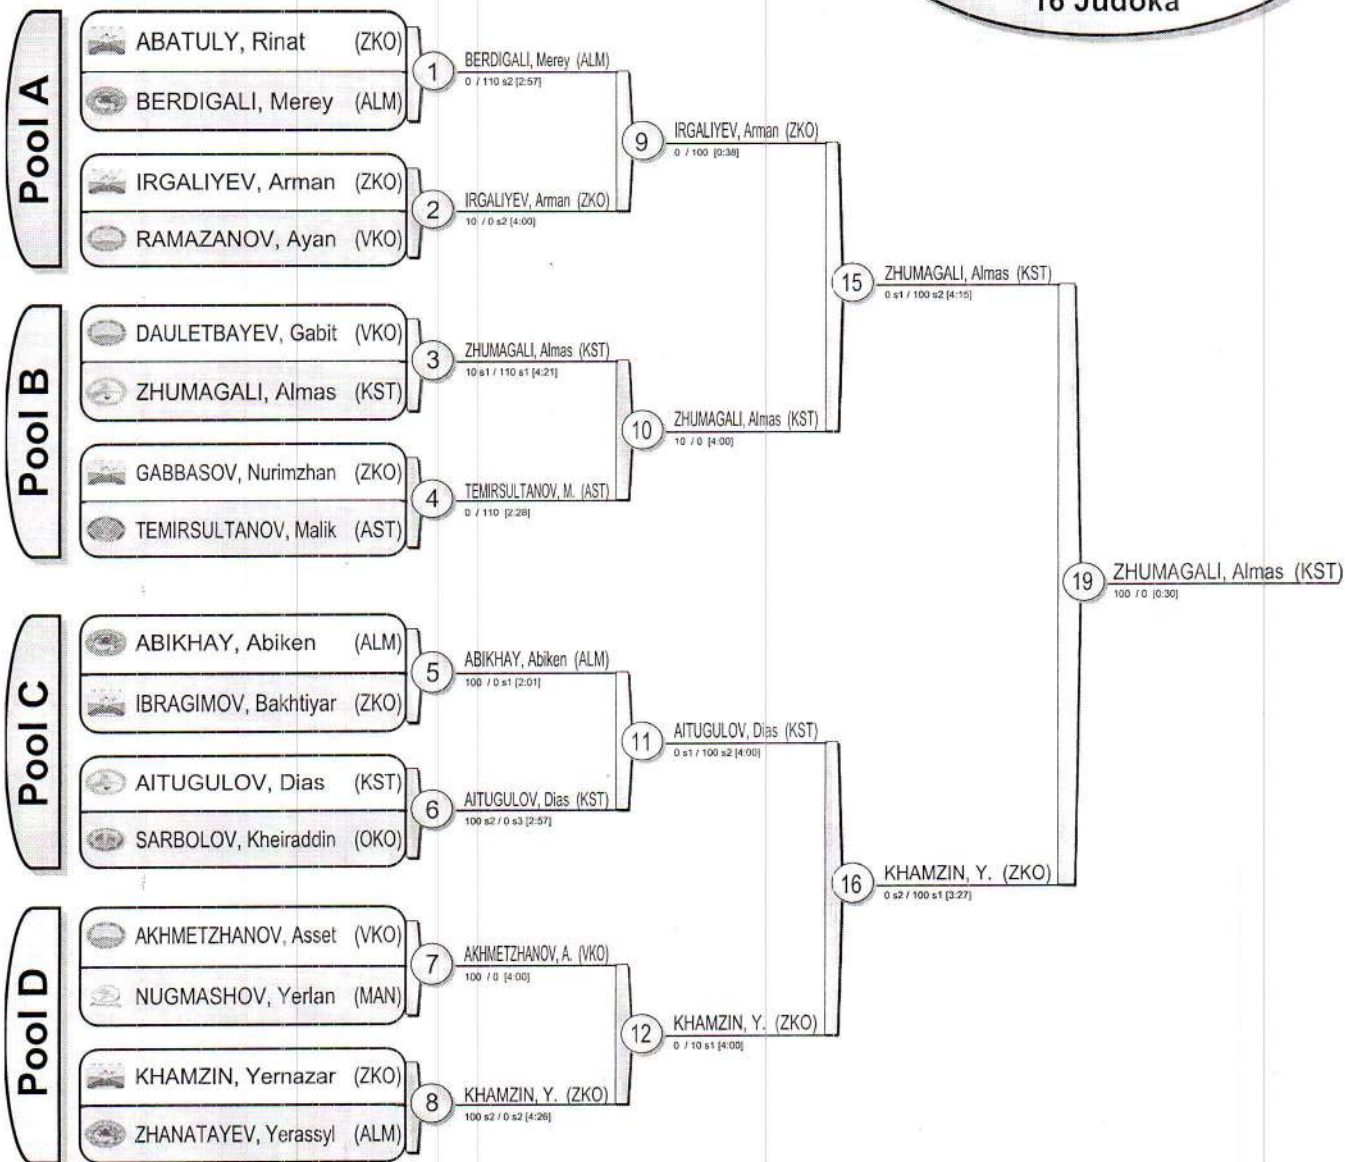 16 Judoka
Pool A
ABATULY, Rinat (ZKO)
BERDIGALI, Merey (ALM)
IRGALIYEV, Arman (ZKO)
RAMAZANOV, Ayan (VKO)
Pool B
DAULETBAYEV, Gabit (VKO)
ZHUMAGALI, Almas (KST)
GABBASOV, Nurimzhan (ZKO)
TEMIRSULTANOV, Malik (AST)
Pool C
ABIKHAY, Abiken (ALM)
IBRAGIMOV, Bakhtiyar (ZKO)
AITUGULOV, Dias (KST)
SARBOLOV, Kheiraddin (OKO)
Pool D
AKHMETZHANOV, Asset (VKO)
NUGMASHOV, Yerlan (MAN)
KHAMZIN, Yernazar (ZKO)
ZHANATAYEV, Yerassyl (ALM)
1 BERDIGALI, Merey (ALM)
0 / 110 s2 [2:57]
2 IRGALIYEV, Arman (ZKO)
10 / 0 s2 [4:00]
3 ZHUMAGALI, Almas (KST)
10 s1 / 110 s1 [4:21]
4 TEMIRSULTANOV, M. (AST)
0 / 110 [2:28]
5 ABIKHAY, Abiken (ALM)
100 / 0 s1 [2:01]
6 AITUGULOV, Dias (KST)
100 s2 / 0 s3 [2:57]
7 AKHMETZHANOV, A. (VKO)
100 / 0 [4:00]
8 KHAMZIN, Y. (ZKO)
100 s2 / 0 s2 [4:26]
9 IRGALIYEV, Arman (ZKO)
0 / 100 [0:38]
10 ZHUMAGALI, Almas (KST)
10 / 0 [4:00]
11 AITUGULOV, Dias (KST)
0 s1 / 100 s2 [4:00]
12 KHAMZIN, Y. (ZKO)
0 / 10 s1 [4:00]
15 ZHUMAGALI, Almas (KST)
0 s1 / 100 s2 [4:15]
16 KHAMZIN, Y. (ZKO)
0 s2 / 100 s1 [3:27]
19 ZHUMAGALI, Almas (KST)
100 / 0 [0:30]